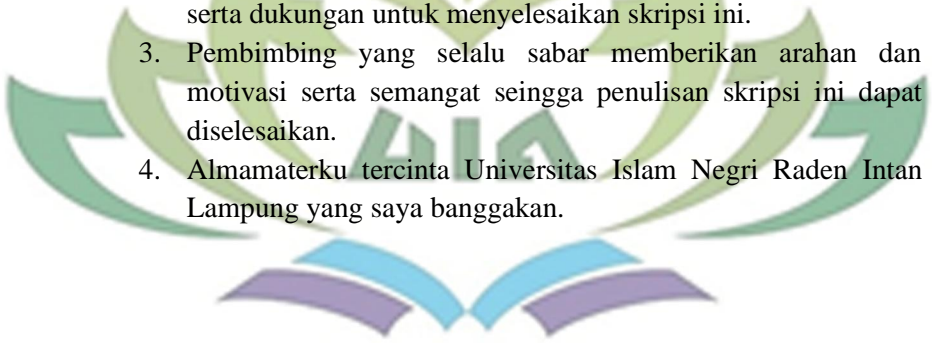 serta dukungan untuk menyelesaikan skripsi ini.
3. Pembimbing yang selalu sabar memberikan arahan dan
motivasi serta semangat seingga penulisan skripsi ini dapat
diselesaikan.
4. Almamaterku tercinta Universitas Islam Negri Raden Intan
Lampung yang saya banggakan.